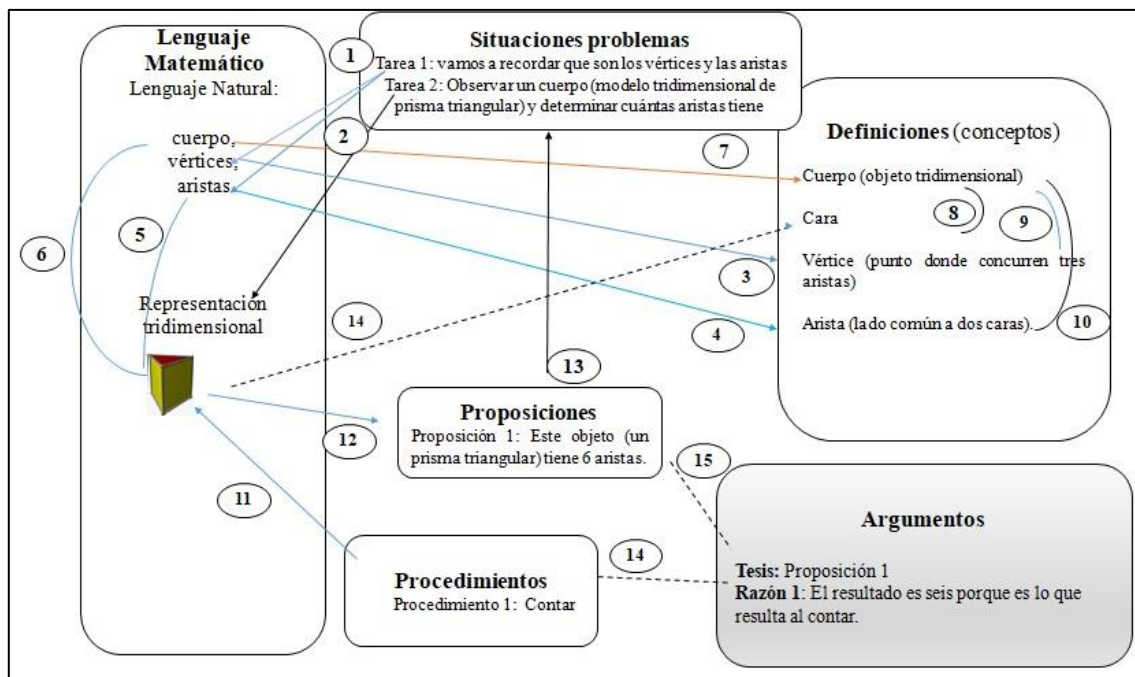 Lenguaje
Matemático
Lenguaje Natural:
cuerpo,
vértices,
aristas
Representación
tridimensional
Situaciones problemas
Tarea 1: vamos a recordar que son los vértices y las aristas
Tarea 2: Observar un cuerpo (modelo tridimensional de
prisma triangular) y determinar cuántas aristas tiene
Definiciones (conceptos)
Cuerpo (objeto tridimensional)
Cara
Vértice (punto donde concurren tres
aristas)
Arista (lado común a dos caras).
Proposiciones
Proposición 1: Este objeto (un
prisma triangular) tiene 6 aristas.
Procedimientos
Procedimiento 1: Contar
Argumentos
Tesis: Proposición 1
Razón 1: El resultado es seis porque es lo que
resulta al contar.
1
2
3
4
5
6
7
8
9
10
11
12
13
14
14
15